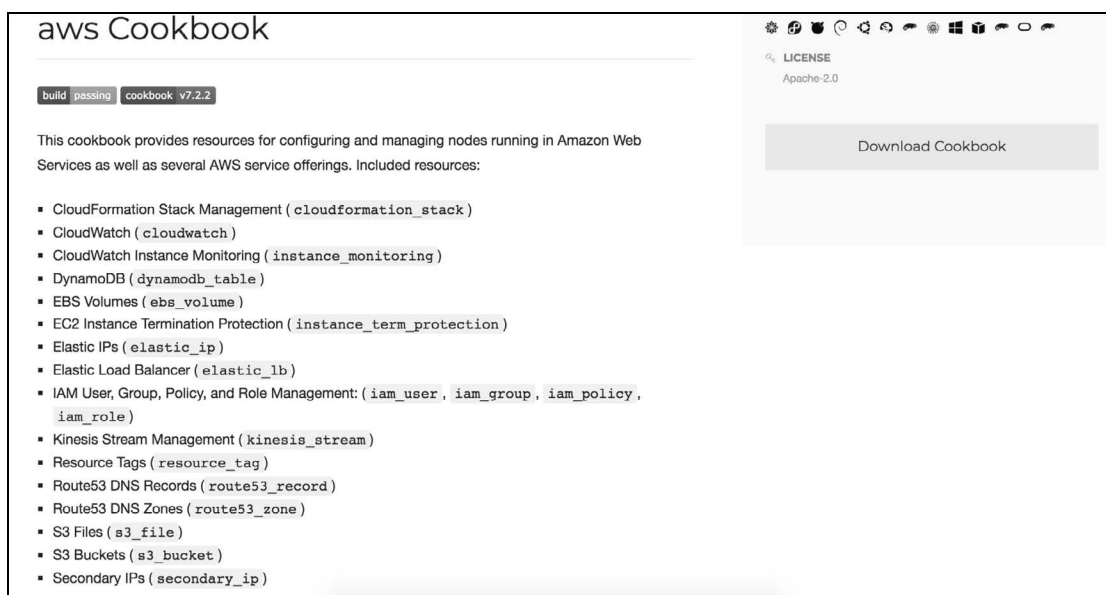 aws Cookbook
build passing cookbook v7.2.2
This cookbook provides resources for configuring and managing nodes running in Amazon Web
Services as well as several AWS service offerings. Included resources:
▪ CloudFormation Stack Management ( cloudformation_stack )
▪ CloudWatch ( cloudwatch )
▪ CloudWatch Instance Monitoring ( instance_monitoring )
▪ DynamoDB ( dynamodb_table )
▪ EBS Volumes ( ebs_volume )
▪ EC2 Instance Termination Protection ( instance_term_protection )
▪ Elastic IPs ( elastic_ip )
▪ Elastic Load Balancer ( elastic_lb )
▪ IAM User, Group, Policy, and Role Management: ( iam_user , iam_group , iam_policy ,
iam_role )
▪ Kinesis Stream Management ( kinesis_stream )
▪ Resource Tags ( resource_tag )
▪ Route53 DNS Records ( route53_record )
▪ Route53 DNS Zones ( route53_zone )
▪ S3 Files ( s3_file )
▪ S3 Buckets ( s3_bucket )
▪ Secondary IPs ( secondary_ip )
LICENSE
Apache-2.0
Download Cookbook